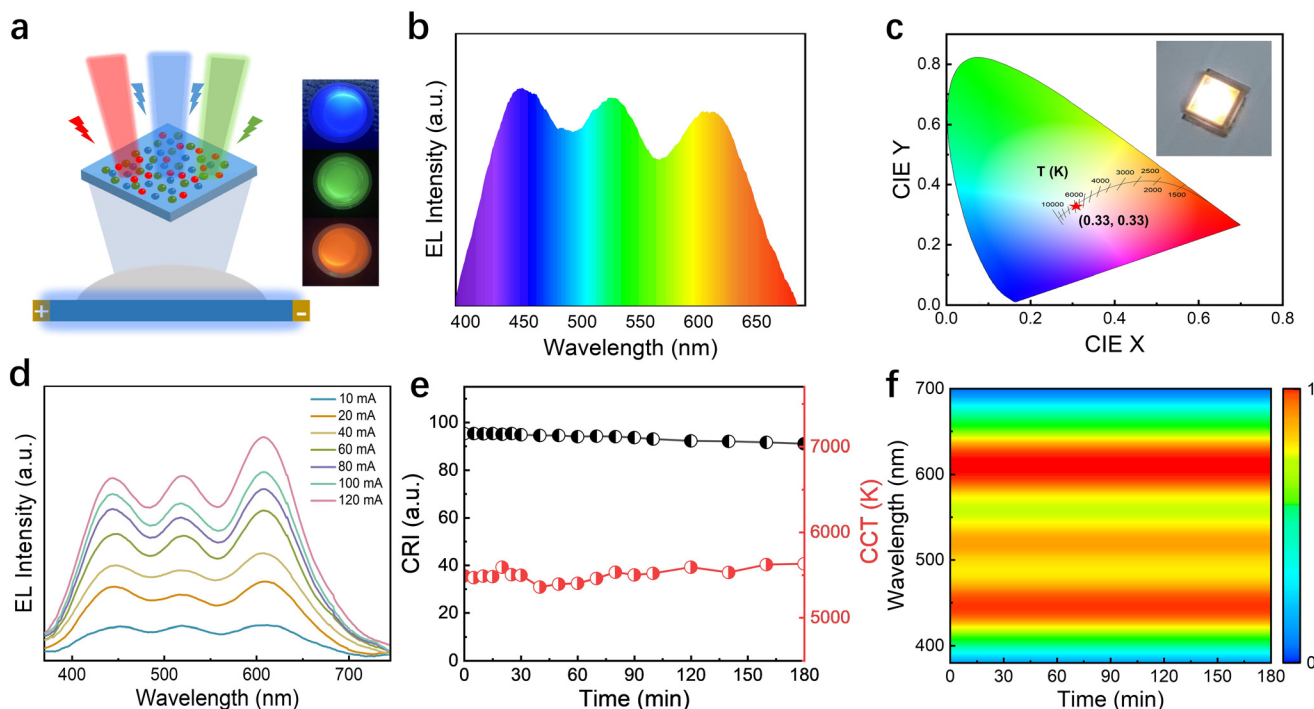 a
+
-
b
EL Intensity (a.u.)
400 450 500 550 600 650
Wavelength (nm)
c
CIE Y
0.8
0.6
0.4
0.2
0.0
T (K)
10000 6000 4000 3000 2500 2000 1500
(0.33, 0.33)
0.0 0.2 0.4 0.6 0.8
CIE X
d
EL Intensity (a.u.)
10 mA
20 mA
40 mA
60 mA
80 mA
100 mA
120 mA
400 500 600 700
Wavelength (nm)
e
CRI (a.u.)
100
80
60
40
20
0
7000
6000
5000
CCT (K)
0 30 60 90 120 150 180
Time (min)
f
Wavelength (nm)
700
600
500
400
0 30 60 90 120 150 180
Time (min)
1
0